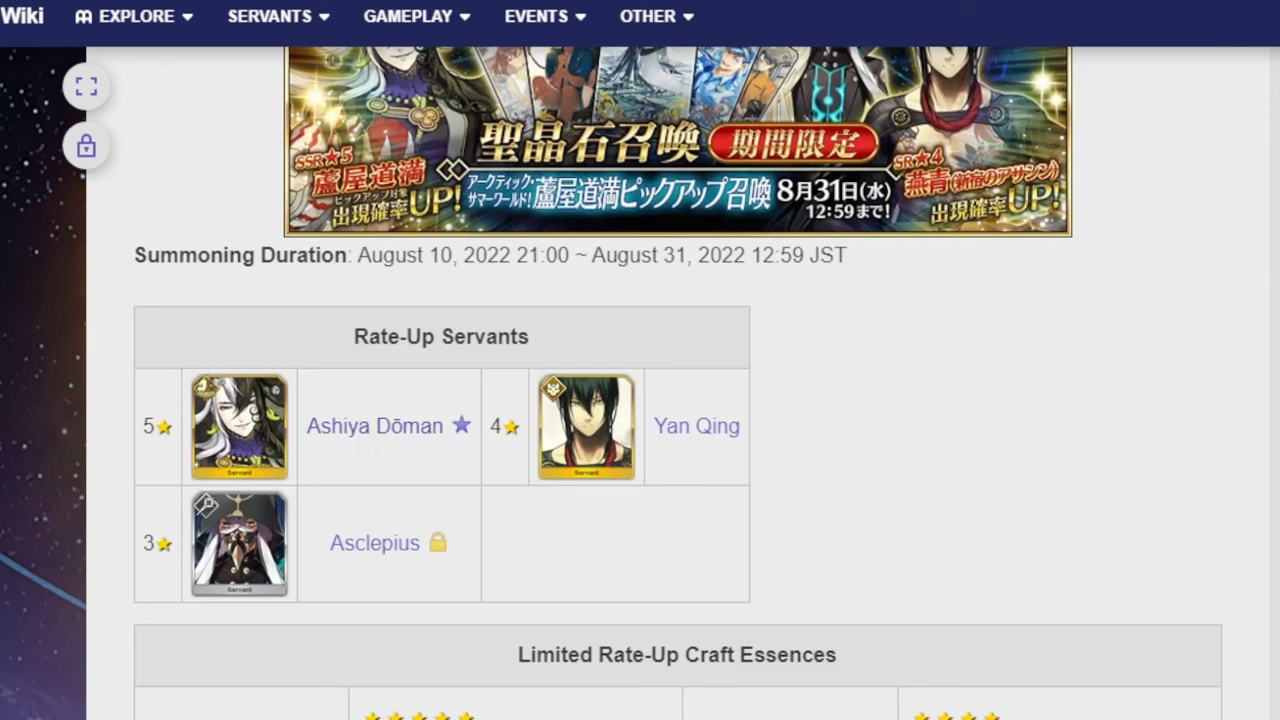 Wiki
EXPLORE
SERVANTS
GAMEPLAY
EVENTS
OTHER
聖晶石召喚 期間限定
SSR★5
蘆屋道満
ピックアップ対象
出現確率UP!
アークティック・
サマーワールド!
蘆屋道満ピックアップ召喚
8月31日(水)
12:59まで!
SR★4
燕青(新宿のアサシン)
出現確率UP!
Summoning Duration: August 10, 2022 21:00 ~ August 31, 2022 12:59 JST
Rate-Up Servants
5
Servant
Ashiya Dōman
4
Servant
Yan Qing
3
Servant
Asclepius
Limited Rate-Up Craft Essences